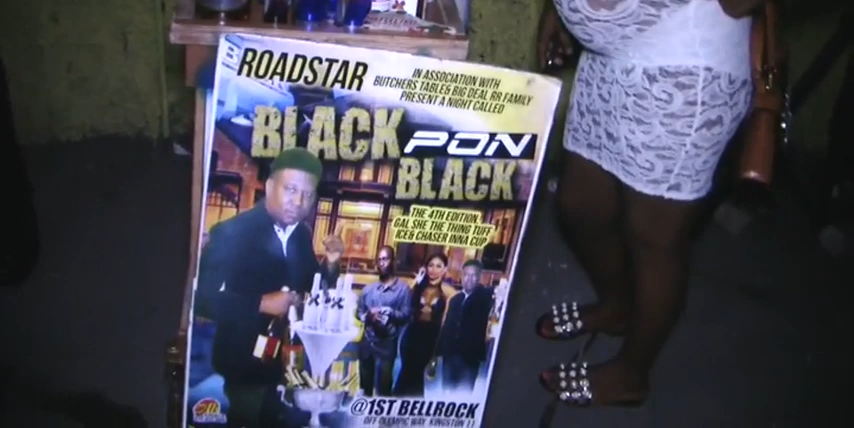 ROADSTAR
IN ASSOCIATION WITH
BUTCHERS TABLE & BIG DEAL RR FAMILY
PRESENT A NIGHT CALLED
BLACK PON
BLACK
THE 4TH EDITION,
GAL SHE THE THING TUFF
ICE & CHASER INNA CUP
@1ST BELLROCK
OFF OLYMPIC WAY KINGSTON 11